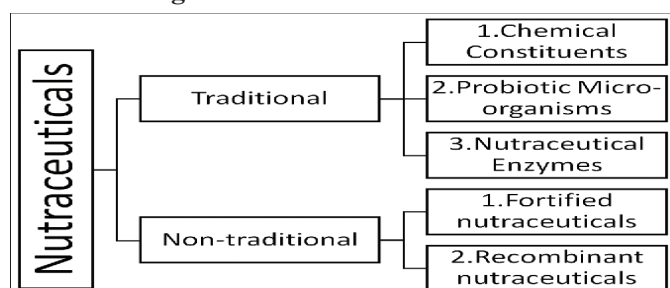 Nutraceuticals
Traditional
1.Chemical
Constituents
2.Probiotic Micro-
organisms
3.Nutraceutical
Enzymes
Non-traditional
1.Fortified
nutraceuticals
2.Recombinant
nutraceuticals